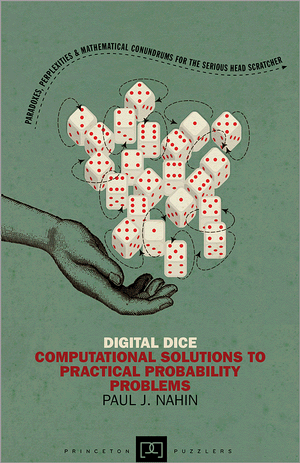 PARADOXES, PERPLEXITIES & MATHEMATICAL CONUNDRUMS FOR THE SERIOUS HEAD SCRATCHER
DIGITAL DICE
COMPUTATIONAL SOLUTIONS TO
PRACTICAL PROBABILITY
PROBLEMS
PAUL J. NAHIN
PRINCETON PUZZLERS